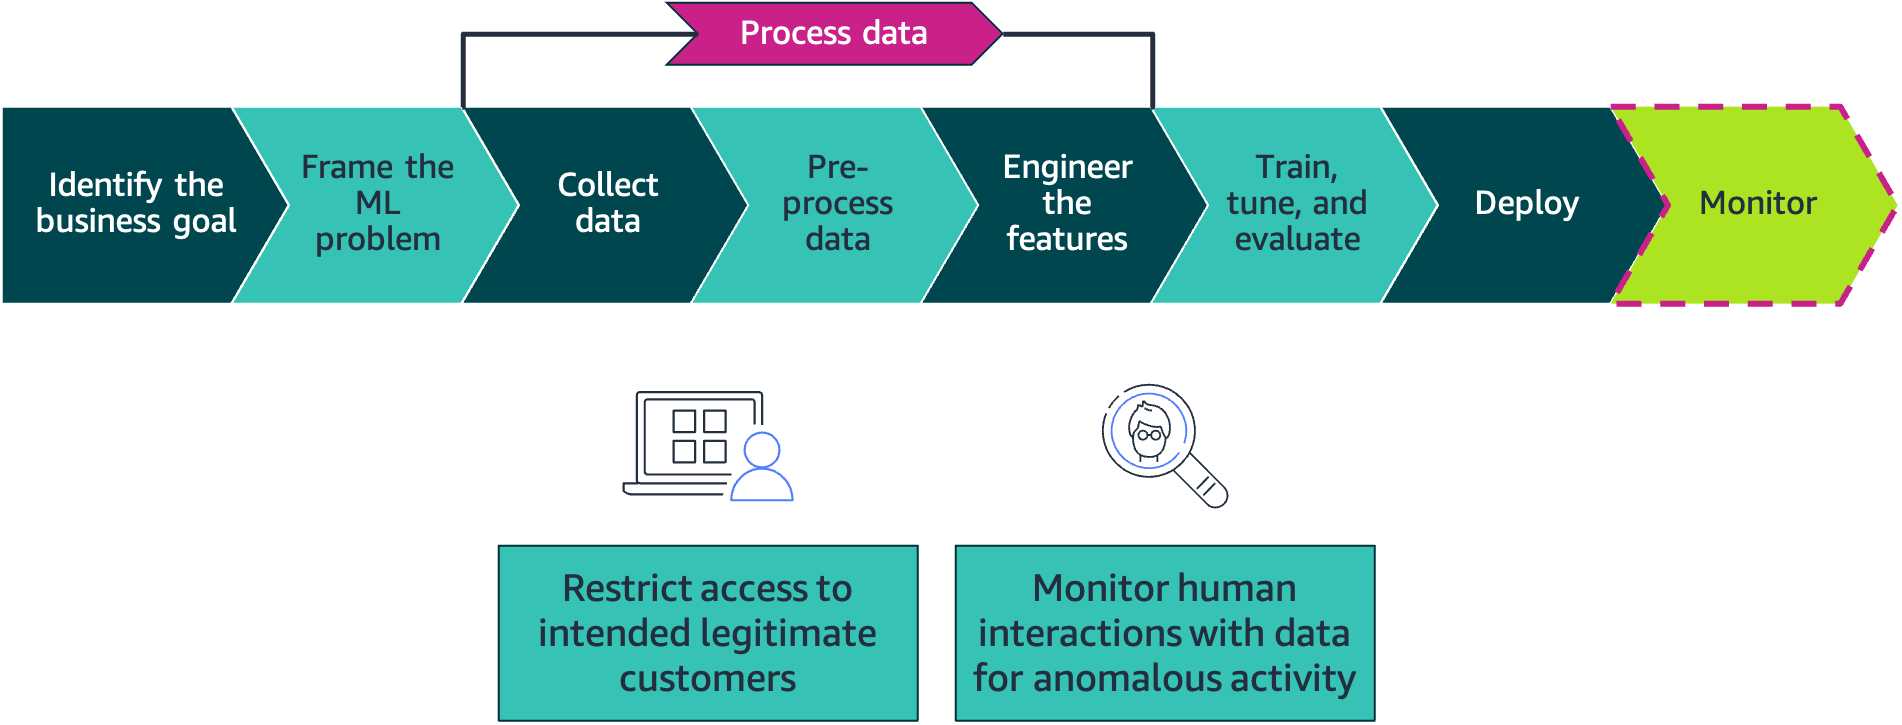 Process data
Identify the
business goal
Frame the
ML
problem
Collect
data
Pre-
process
data
Engineer
the
features
Train,
tune, and
evaluate
Deploy
Monitor
Restrict access to
intended legitimate
customers
Monitor human
interactions with data
for anomalous activity